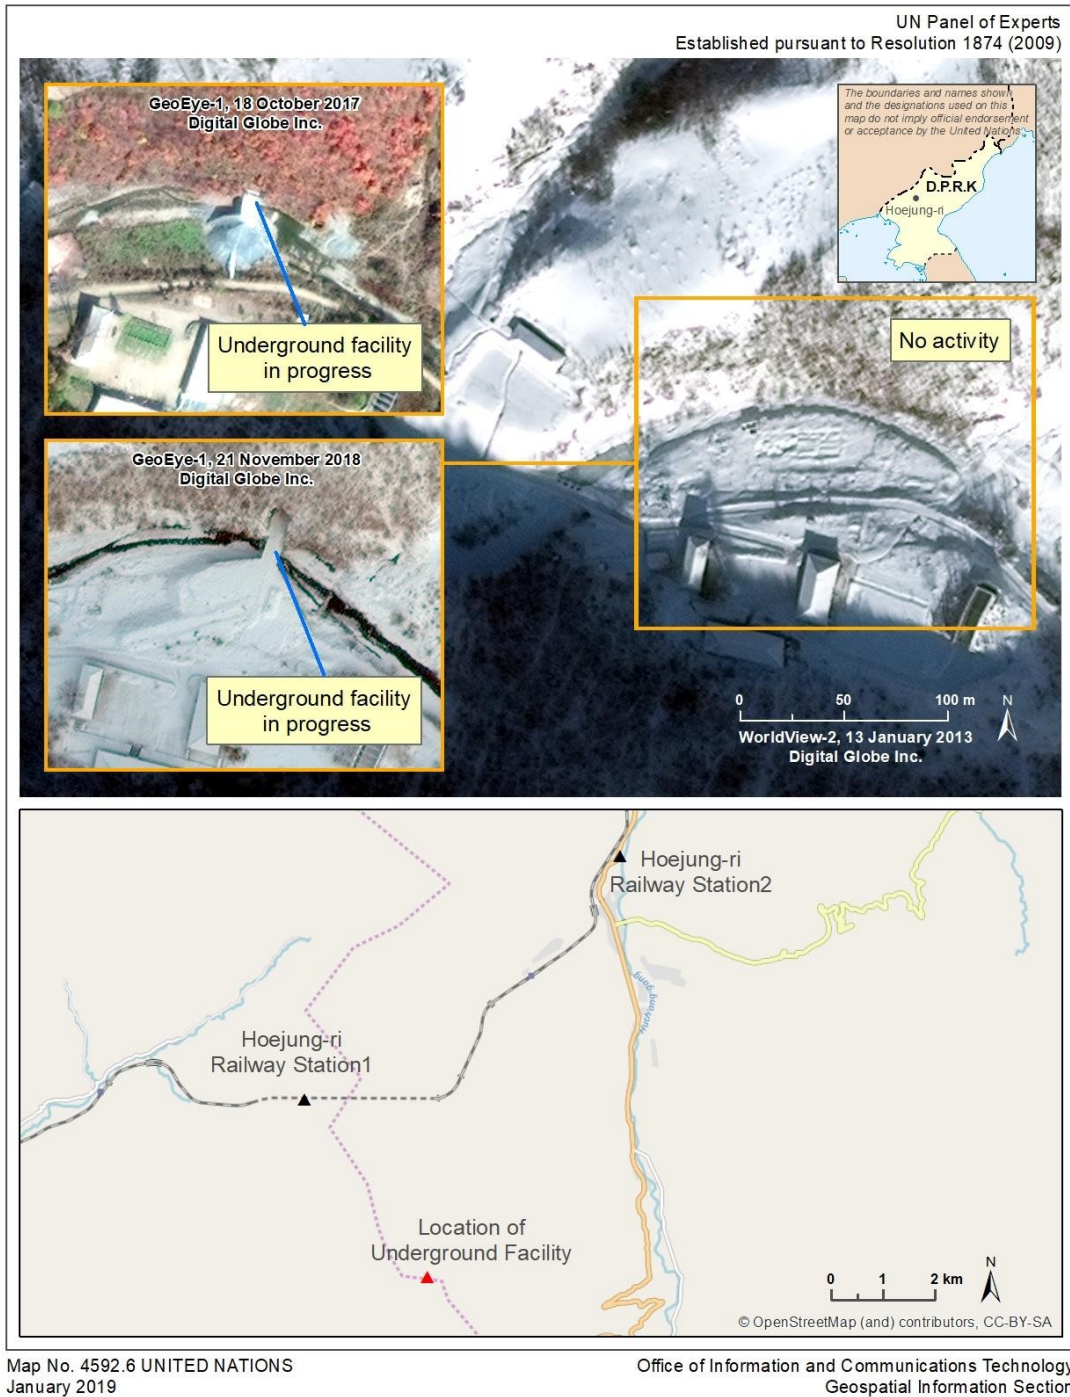 UN Panel of Experts
Established pursuant to Resolution 1874 (2009)
GeoEye-1, 18 October 2017
Digital Globe Inc.
The boundaries and names shown
and the designations used on this
map do not imply official endorsement
or acceptance by the United Nations
D.P.R.K
Hoejung-ri
Underground facility
in progress
No activity
GeoEye-1, 21 November 2018
Digital Globe Inc.
Underground facility
in progress
0 50 100 m
N
WorldView-2, 13 January 2013
Digital Globe Inc.
Hoejung-ri
Railway Station2
Huch'ang-gang
Hoejung-ri
Railway Station1
Location of
Underground Facility
N
0 1 2 km
© OpenStreetMap (and) contributors, CC-BY-SA
Map No. 4592.6 UNITED NATIONS
January 2019
Office of Information and Communications Technology
Geospatial Information Section